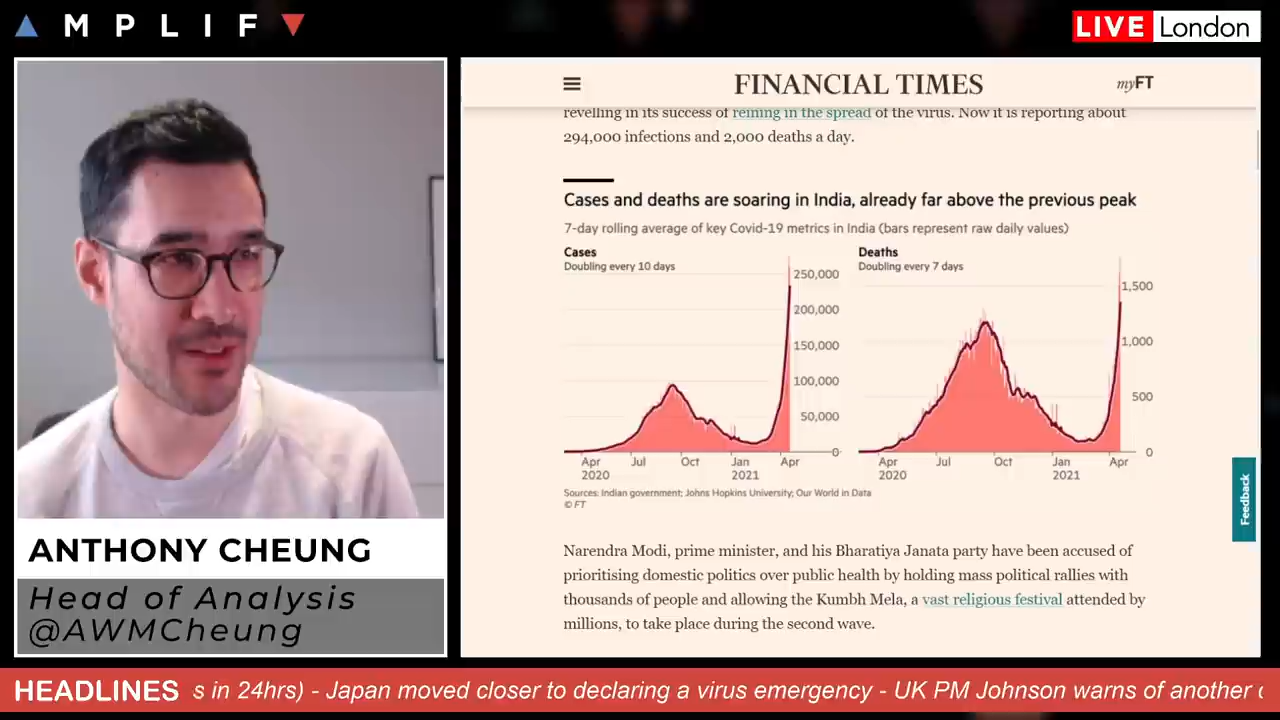 AMPLIFY
LIVE London
FINANCIAL TIMES
myFT
revelling in its success of reining in the spread of the virus. Now it is reporting about
294,000 infections and 2,000 deaths a day.
Cases and deaths are soaring in India, already far above the previous peak
7-day rolling average of key Covid-19 metrics in India (bars represent raw daily values)
Cases
Doubling every 10 days
250,000
200,000
150,000
100,000
50,000
0
Apr Jul Oct Jan Apr
2020 2021
Deaths
Doubling every 7 days
1,500
1,000
500
0
Apr Jul Oct Jan Apr
2020 2021
Sources: Indian government; Johns Hopkins University; Our World in Data
© FT
Feedback
Narendra Modi, prime minister, and his Bharatiya Janata party have been accused of
prioritising domestic politics over public health by holding mass political rallies with
thousands of people and allowing the Kumbh Mela, a vast religious festival attended by
millions, to take place during the second wave.
ANTHONY CHEUNG
Head of Analysis
@AWMCheung
HEADLINES s in 24hrs) - Japan moved closer to declaring a virus emergency - UK PM Johnson warns of another